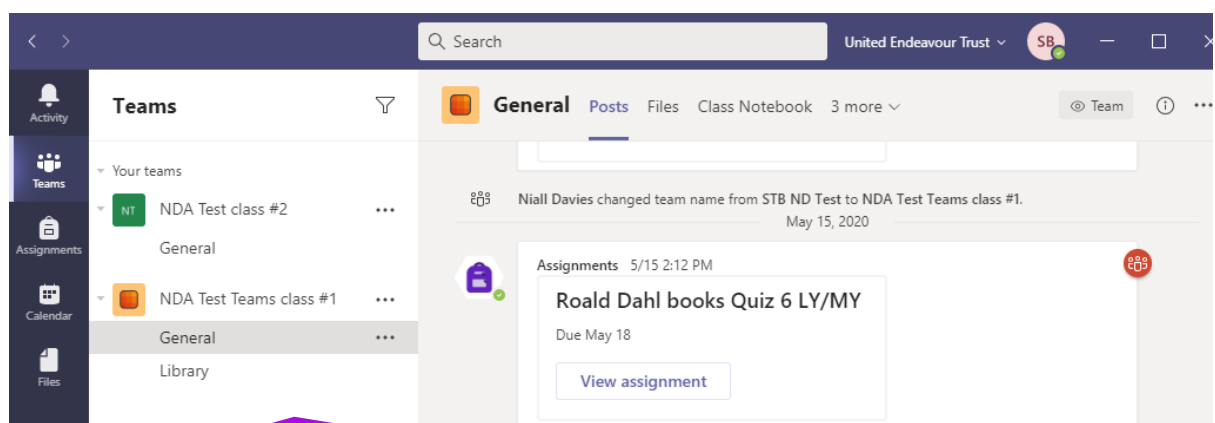 Search
United Endeavour Trust
SB
Activity
Teams
Assignments
Calendar
Files
Teams
Your teams
NT NDA Test class #2
General
NDA Test Teams class #1
General
Library
General Posts Files Class Notebook 3 more
Team
Niall Davies changed team name from STB ND Test to NDA Test Teams class #1.
May 15, 2020
Assignments 5/15 2:12 PM
Roald Dahl books Quiz 6 LY/MY
Due May 18
View assignment